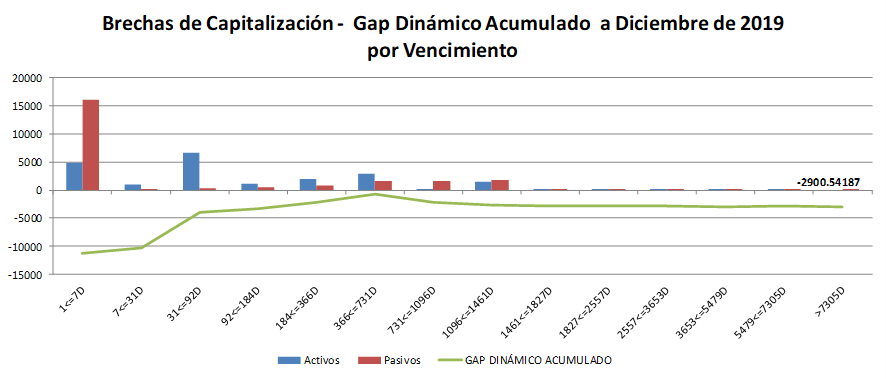 Brechas de Capitalización - Gap Dinámico Acumulado a Diciembre de 2019
por Vencimiento
20000
15000
10000
5000
0
-5000
-10000
-15000
-2900.54187
1<=7D
7<=31D
31<=92D
92<=184D
184<=366D
366<=731D
731<=1096D
1096<=1461D
1461<=1827D
1827<=2557D
2557<=3653D
3653<=5479D
5479<=7305D
>7305D
Activos
Pasivos
GAP DINÁMICO ACUMULADO